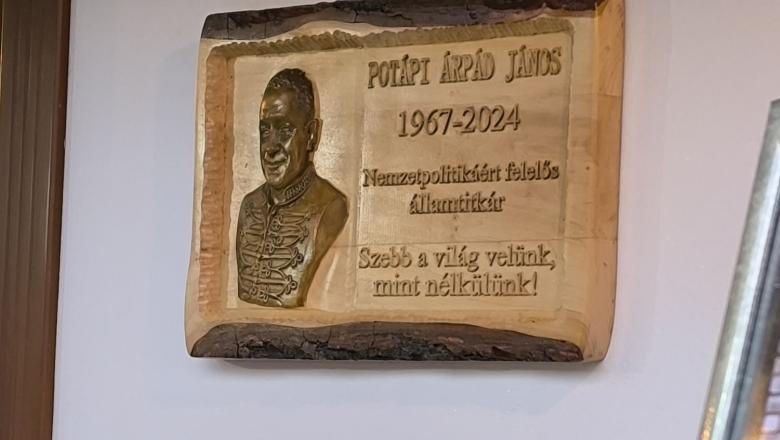 POTÁPI ÁRPÁD JÁNOS
1967-2024
Nemzetpolitikáért felelős
államtitkár
Szebb a világ velünk,
mint nélkülünk!